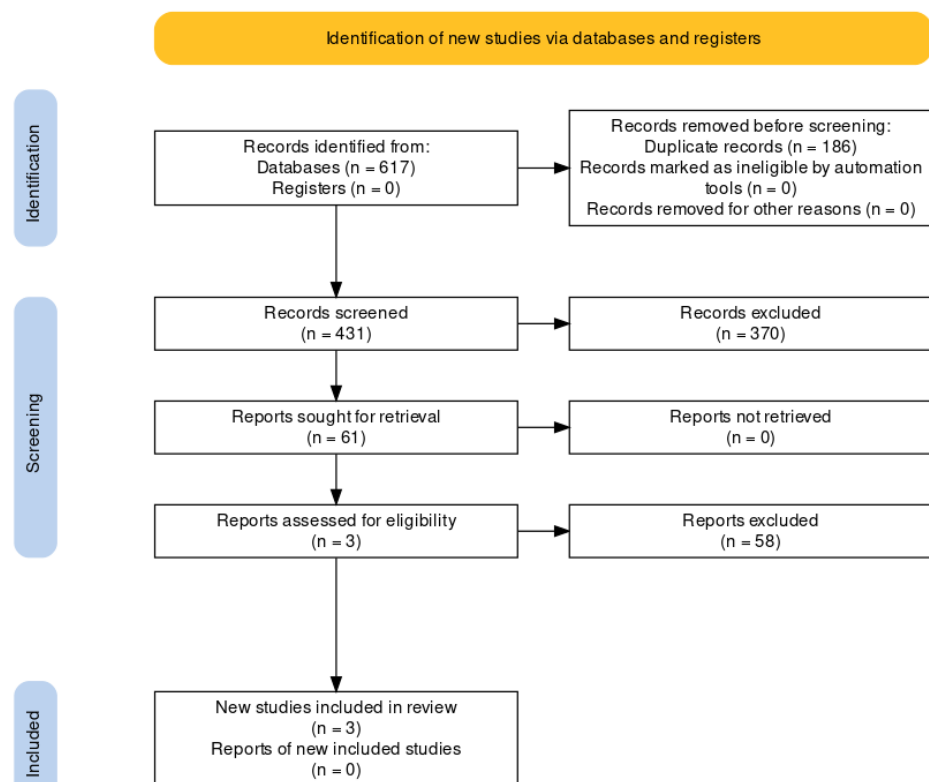 Identification of new studies via databases and registers
Identification
Records identified from:
Databases (n = 617)
Registers (n = 0)
Records removed before screening:
Duplicate records (n = 186)
Records marked as ineligible by automation
tools (n = 0)
Records removed for other reasons (n = 0)
Screening
Records screened
(n = 431)
Records excluded
(n = 370)
Reports sought for retrieval
(n = 61)
Reports not retrieved
(n = 0)
Reports assessed for eligibility
(n = 3)
Reports excluded
(n = 58)
Included
New studies included in review
(n = 3)
Reports of new included studies
(n = 0)